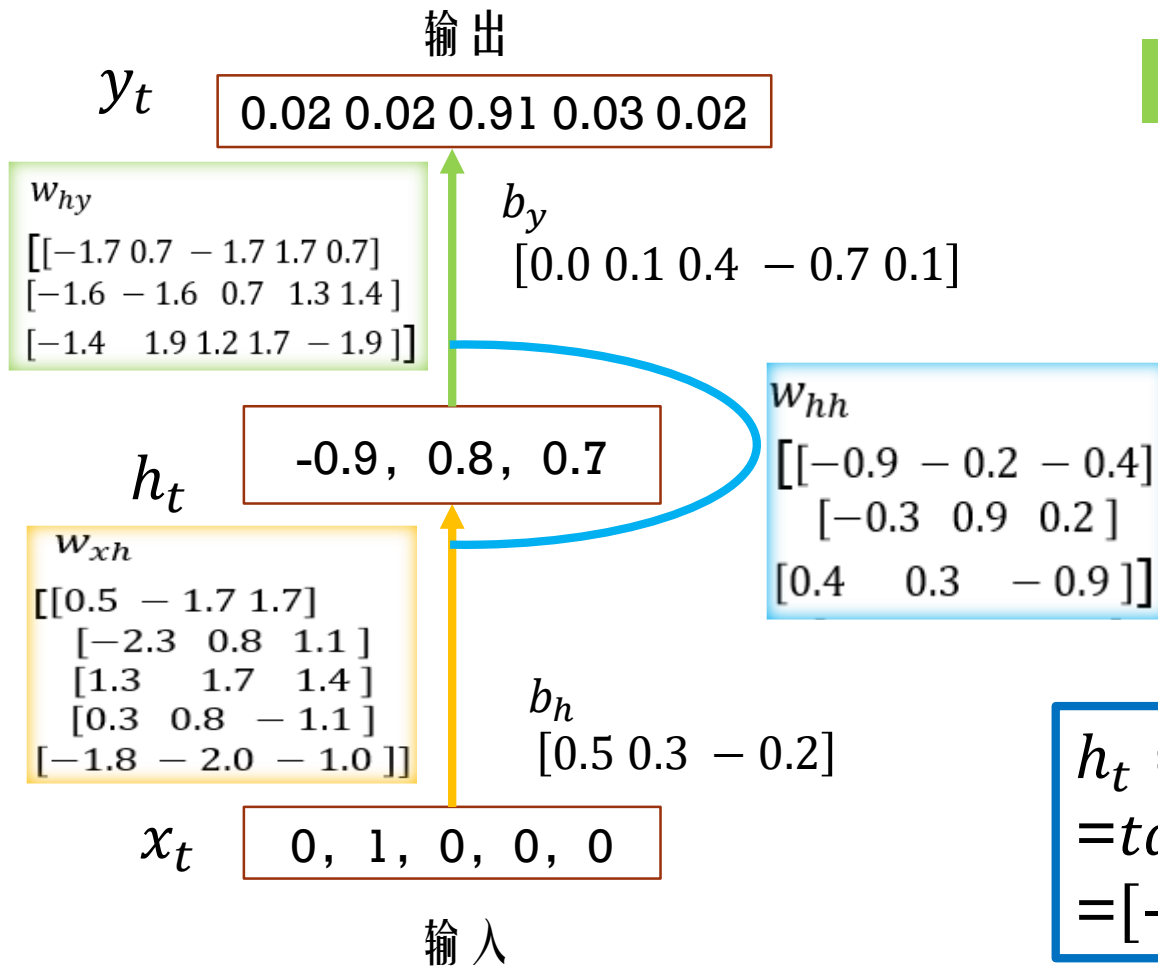 输出
y_t
0.02 0.02 0.91 0.03 0.02
w_{hy}
[[−1.7 0.7 − 1.7 1.7 0.7]
[−1.6 − 1.6 0.7 1.3 1.4 ]
[−1.4 1.9 1.2 1.7 − 1.9 ]]
b_y
[0.0 0.1 0.4 − 0.7 0.1]
h_t
-0.9, 0.8, 0.7
w_{hh}
[[−0.9 − 0.2 − 0.4]
[−0.3 0.9 0.2 ]
[0.4 0.3 − 0.9 ]]
w_{xh}
[[0.5 − 1.7 1.7]
[−2.3 0.8 1.1 ]
[1.3 1.7 1.4 ]
[0.3 0.8 − 1.1 ]
[−1.8 − 2.0 − 1.0 ]]
b_h
[0.5 0.3 − 0.2]
x_t
0, 1, 0, 0, 0
输入
h_t
=t
=[-